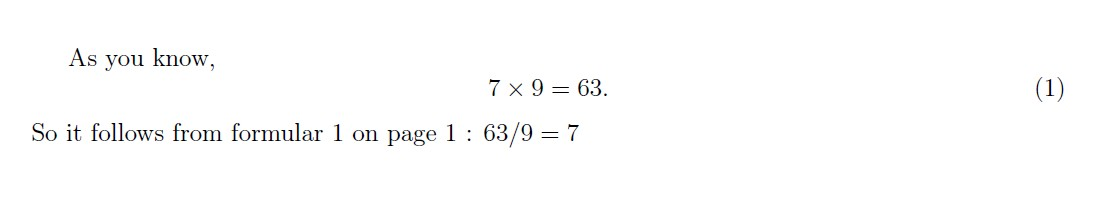 As you know,
7 × 9 = 63. (1)
So it follows from formular 1 on page 1 : 63/9 = 7